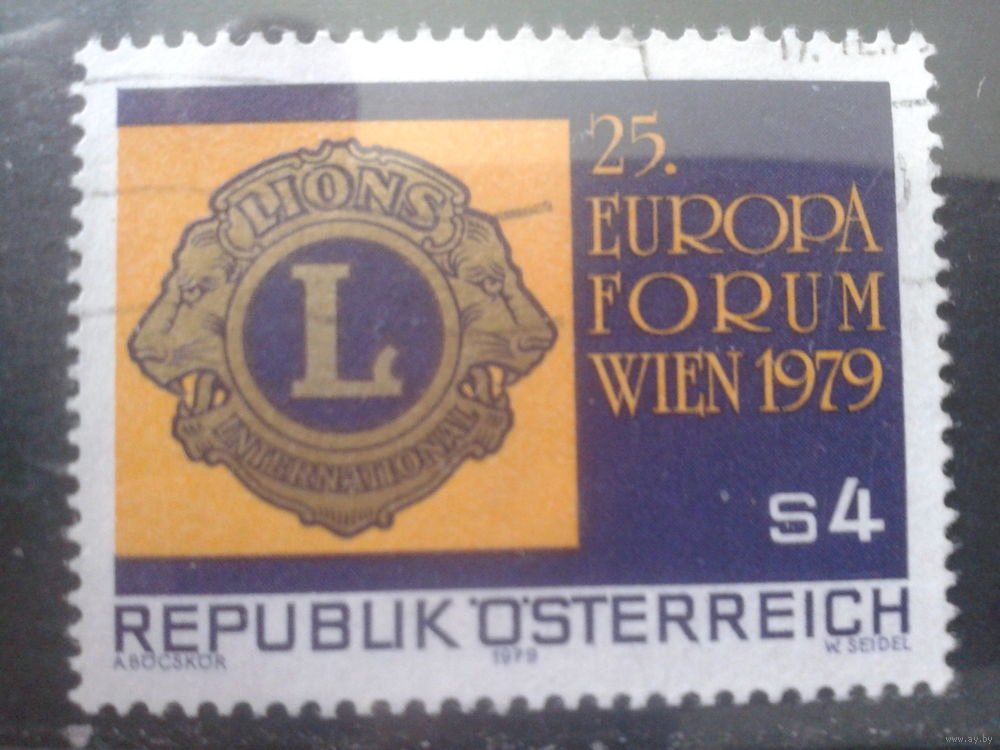 LIONS
L
INTERNATIONAL
25.
EUROPA
FORUM
WIEN 1979
s4
REPUBLIK ÖSTERREICH
A.BÖCSKÖR 1979 W. SEIDEL
www.ay.by